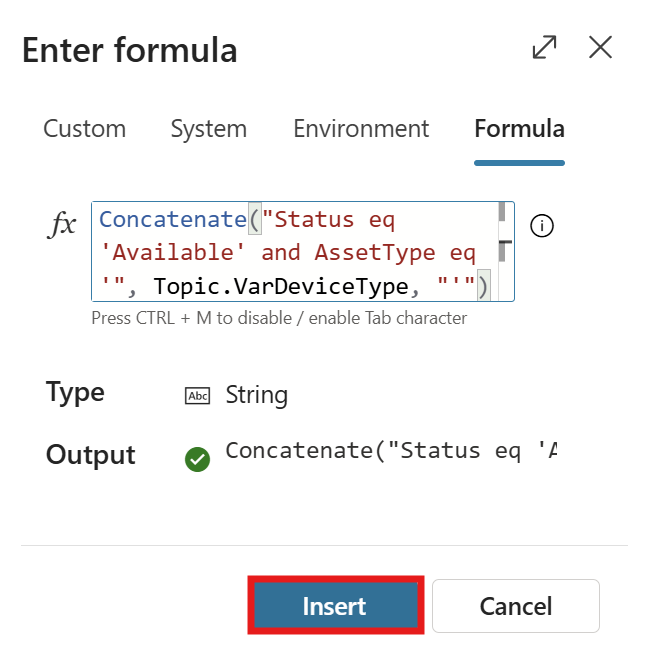 Enter formula
Custom System Environment Formula
fx Concatenate("Status eq
'Available' and AssetType eq
'", Topic.VarDeviceType, "'")
Press CTRL + M to disable / enable Tab character
Type Abc String
Output Concatenate("Status eq 'A
Insert Cancel